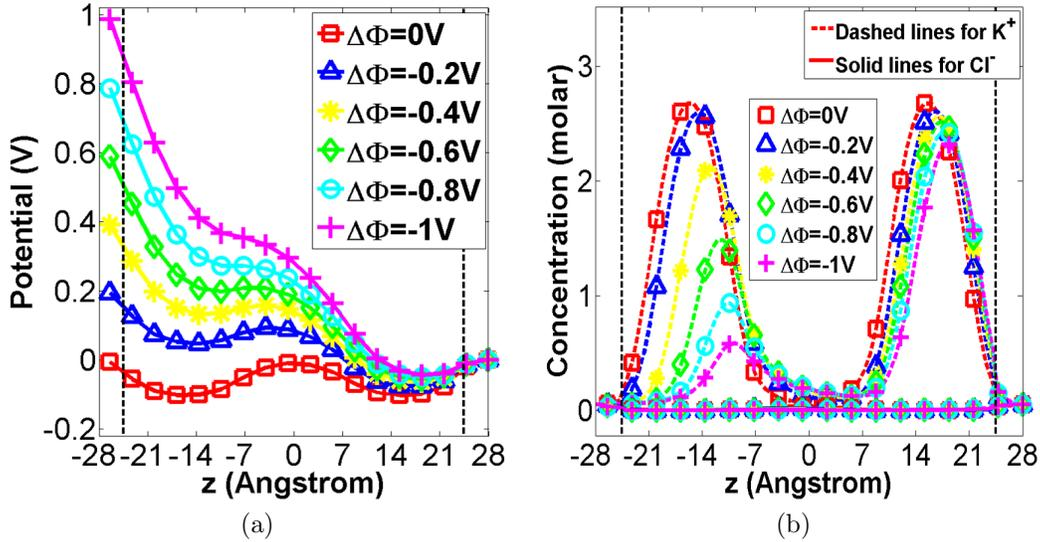 1
0.8
0.6
0.4
0.2
0
-0.2
Potential (V)
ΔΦ=0V
ΔΦ=-0.2V
ΔΦ=-0.4V
ΔΦ=-0.6V
ΔΦ=-0.8V
ΔΦ=-1V
-28 -21 -14 -7 0 7 14 21 28
z (Angstrom)
(a)
3
2
1
0
Concentration (molar)
Dashed lines for K+
Solid lines for Cl-
ΔΦ=0V
ΔΦ=-0.2V
ΔΦ=-0.4V
ΔΦ=-0.6V
ΔΦ=-0.8V
ΔΦ=-1V
-28 -21 -14 -7 0 7 14 21 28
z (Angstrom)
(b)